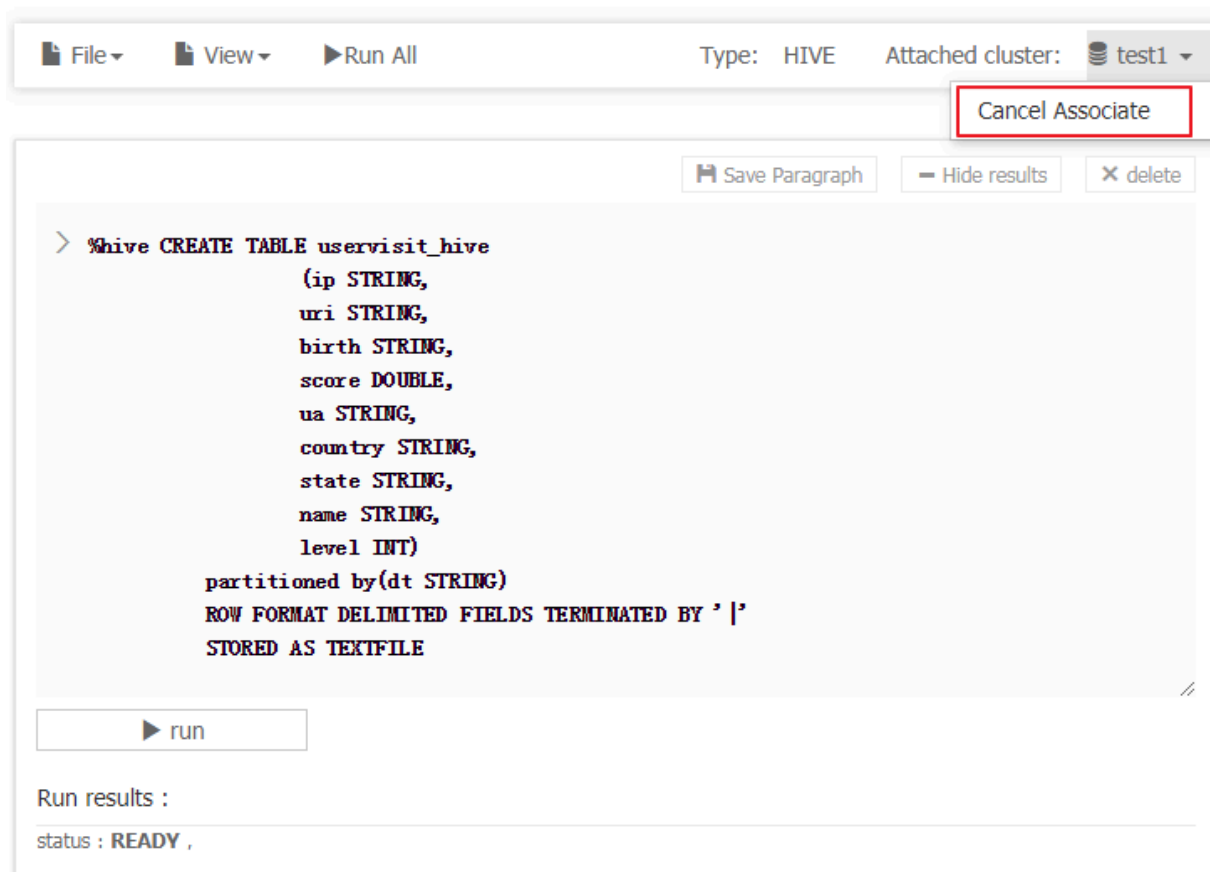 File View Run All Type: HIVE Attached cluster: test1
Cancel Associate
Save Paragraph Hide results delete
%hive CREATE TABLE uservisit_hive
(ip STRING,
uri STRING,
birth STRING,
score DOUBLE,
ua STRING,
country STRING,
state STRING,
name STRING,
level INT)
partitioned by(dt STRING)
ROW FORMAT DELIMITED FIELDS TERMINATED BY '|'
STORED AS TEXTFILE
run
Run results :
status : READY ,